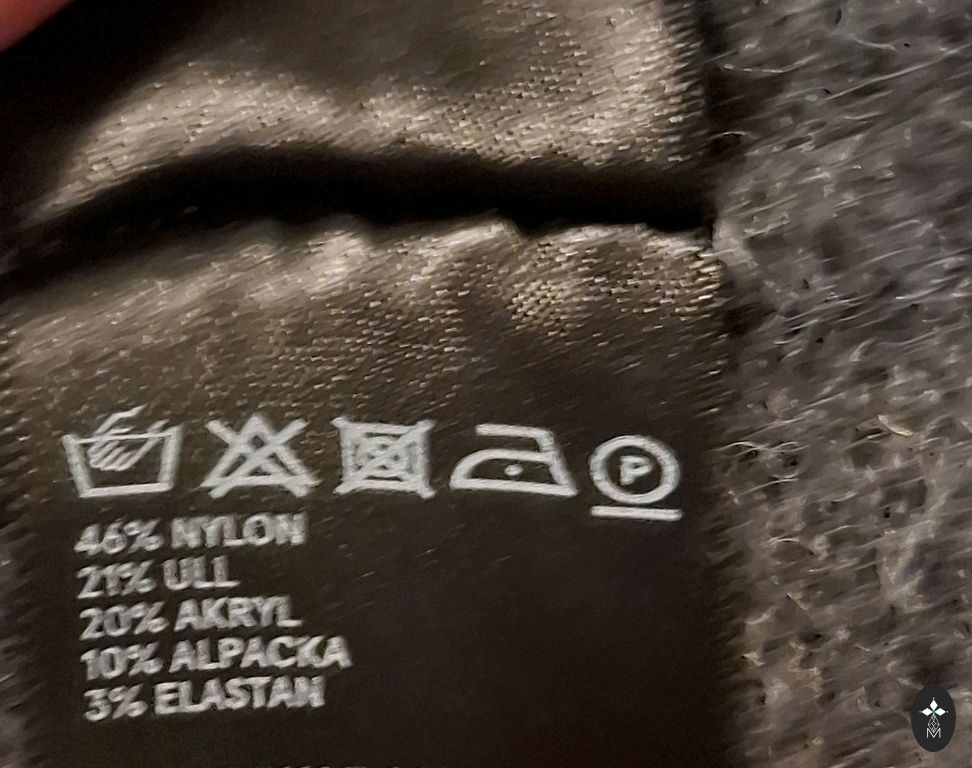 P
46% NYLON
21% ULL
20% AKRYL
10% ALPACKA
3% ELASTAN
M